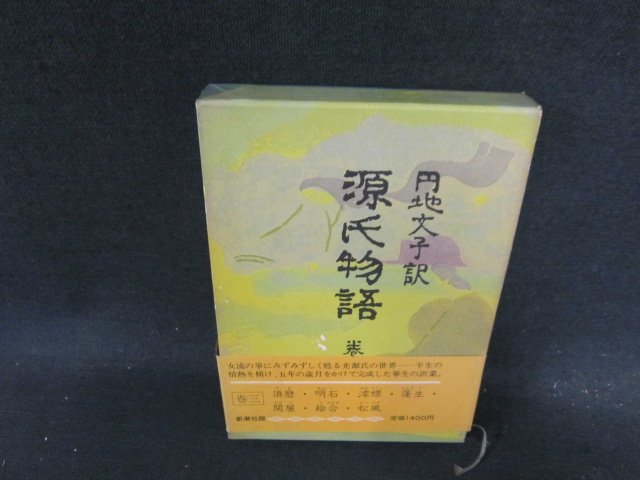 円地文子訳
源氏物語
巻
女流の筆にみずみずしく甦る光源氏の世界——半生の
情熱を傾け、五年の歳月をかけて完成した畢生の訳業。
巻三
須磨・明石・澪標・蓬生・
関屋・絵合・松風
新潮社版
定価1400円